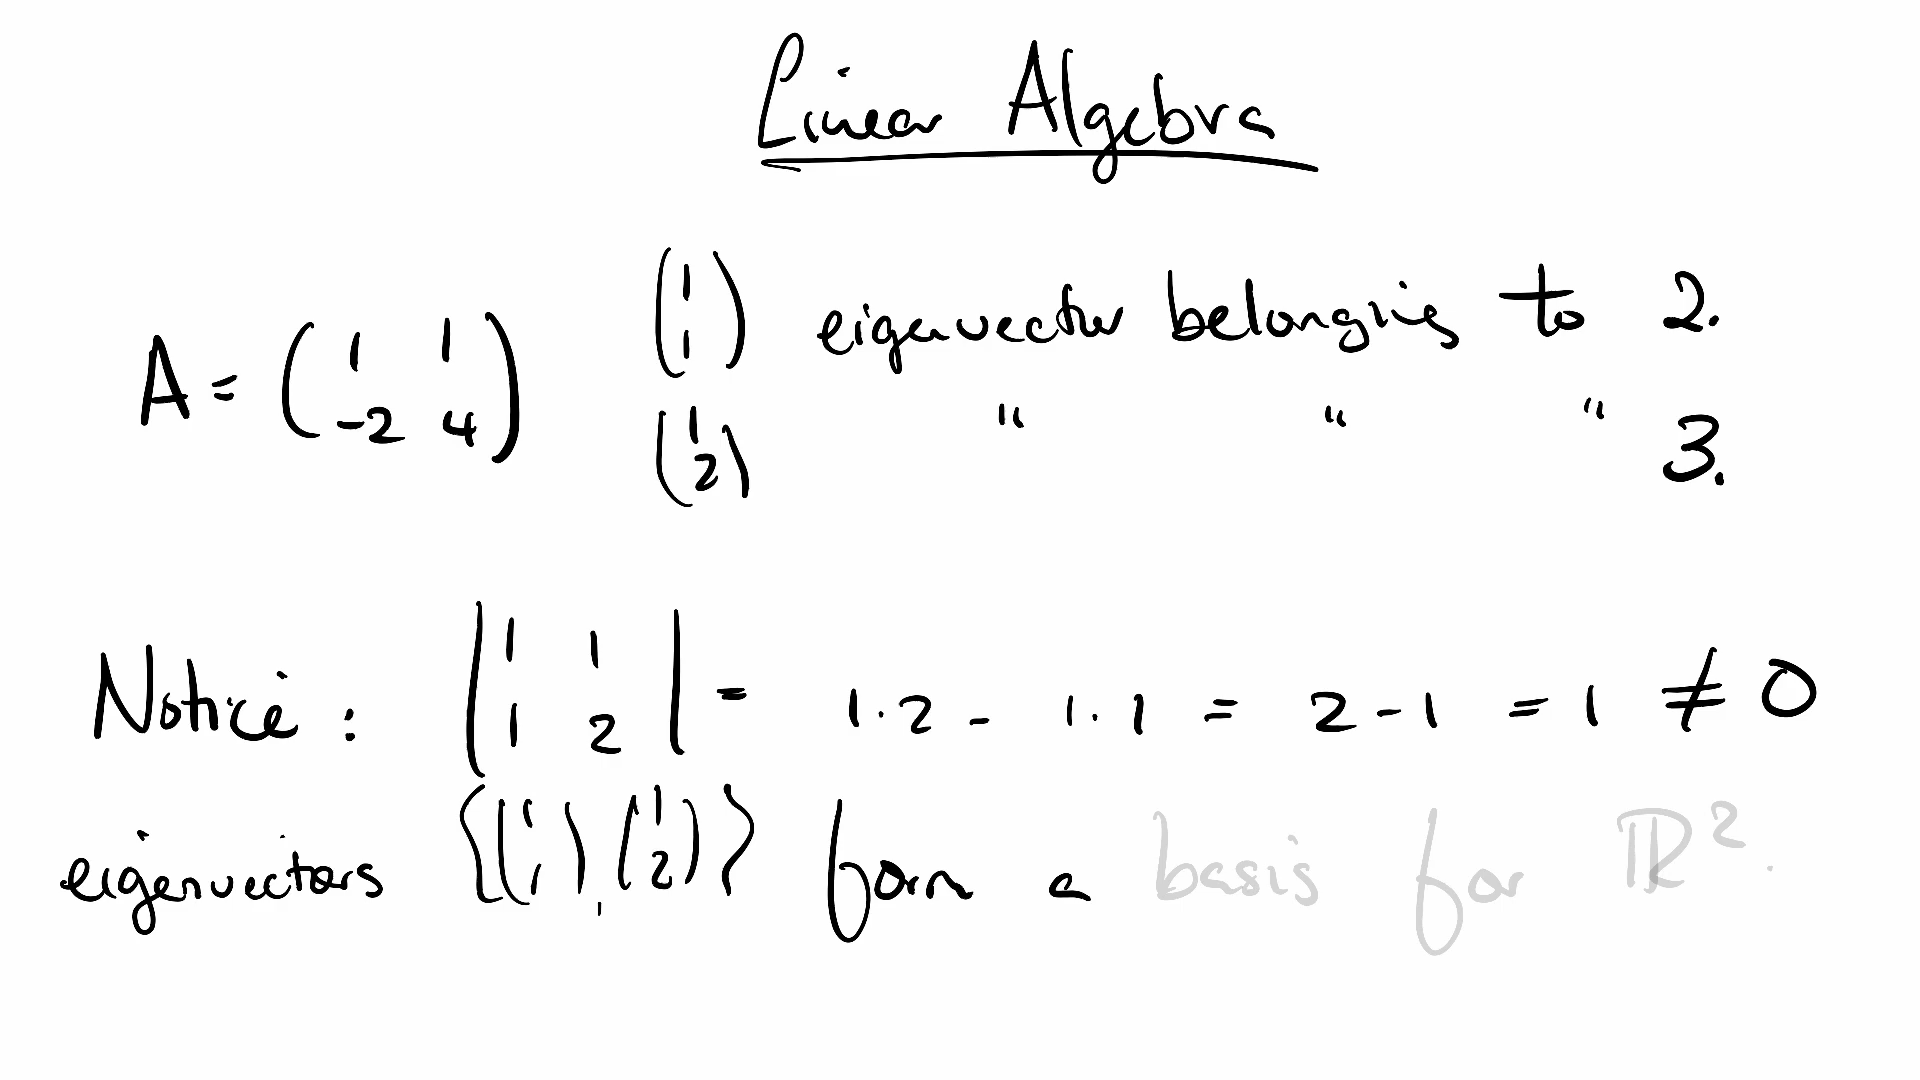 Linear Algebra
A = ( 1 1 ; -2 4 ) (1 1) eigenvector belonging to 2.
(1 2) " " " 3.
Notice : | 1 1 ; 1 2 | = 1·2 - 1·1 = 2-1 = 1 ≠ 0
eigenvectors {(1 1), (1 2)} form a basis for ℝ².